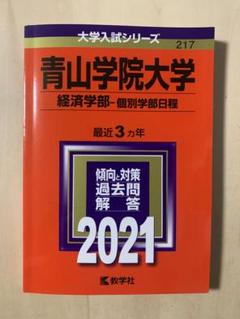 大学入試シリーズ
217
青山学院大学
経済学部-個別学部日程
最近3ヵ年
傾向と対策
過去問
解答
2021
教学社